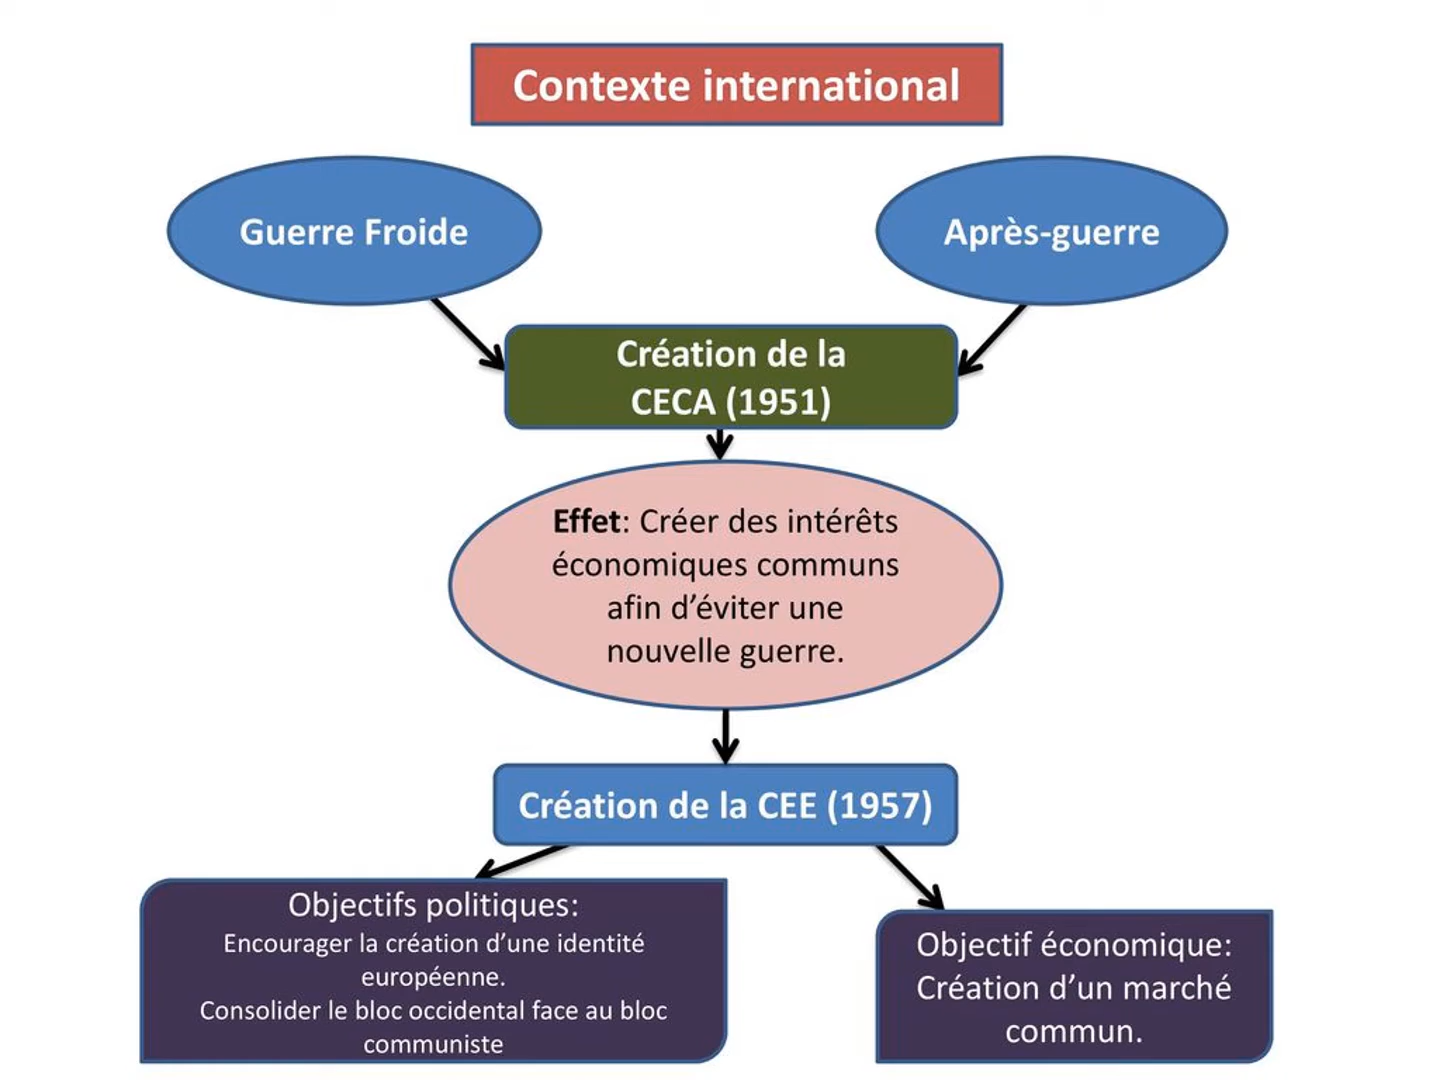 Contexte international
Guerre Froide
Après-guerre
Création de la
CECA (1951)
Effet: Créer des intérêts
économiques communs
afin d’éviter une
nouvelle guerre.
Création de la CEE (1957)
Objectifs politiques:
Encourager la création d’une identité
européenne.
Consolider le bloc occidental face au bloc
communiste
Objectif économique:
Création d’un marché
commun.